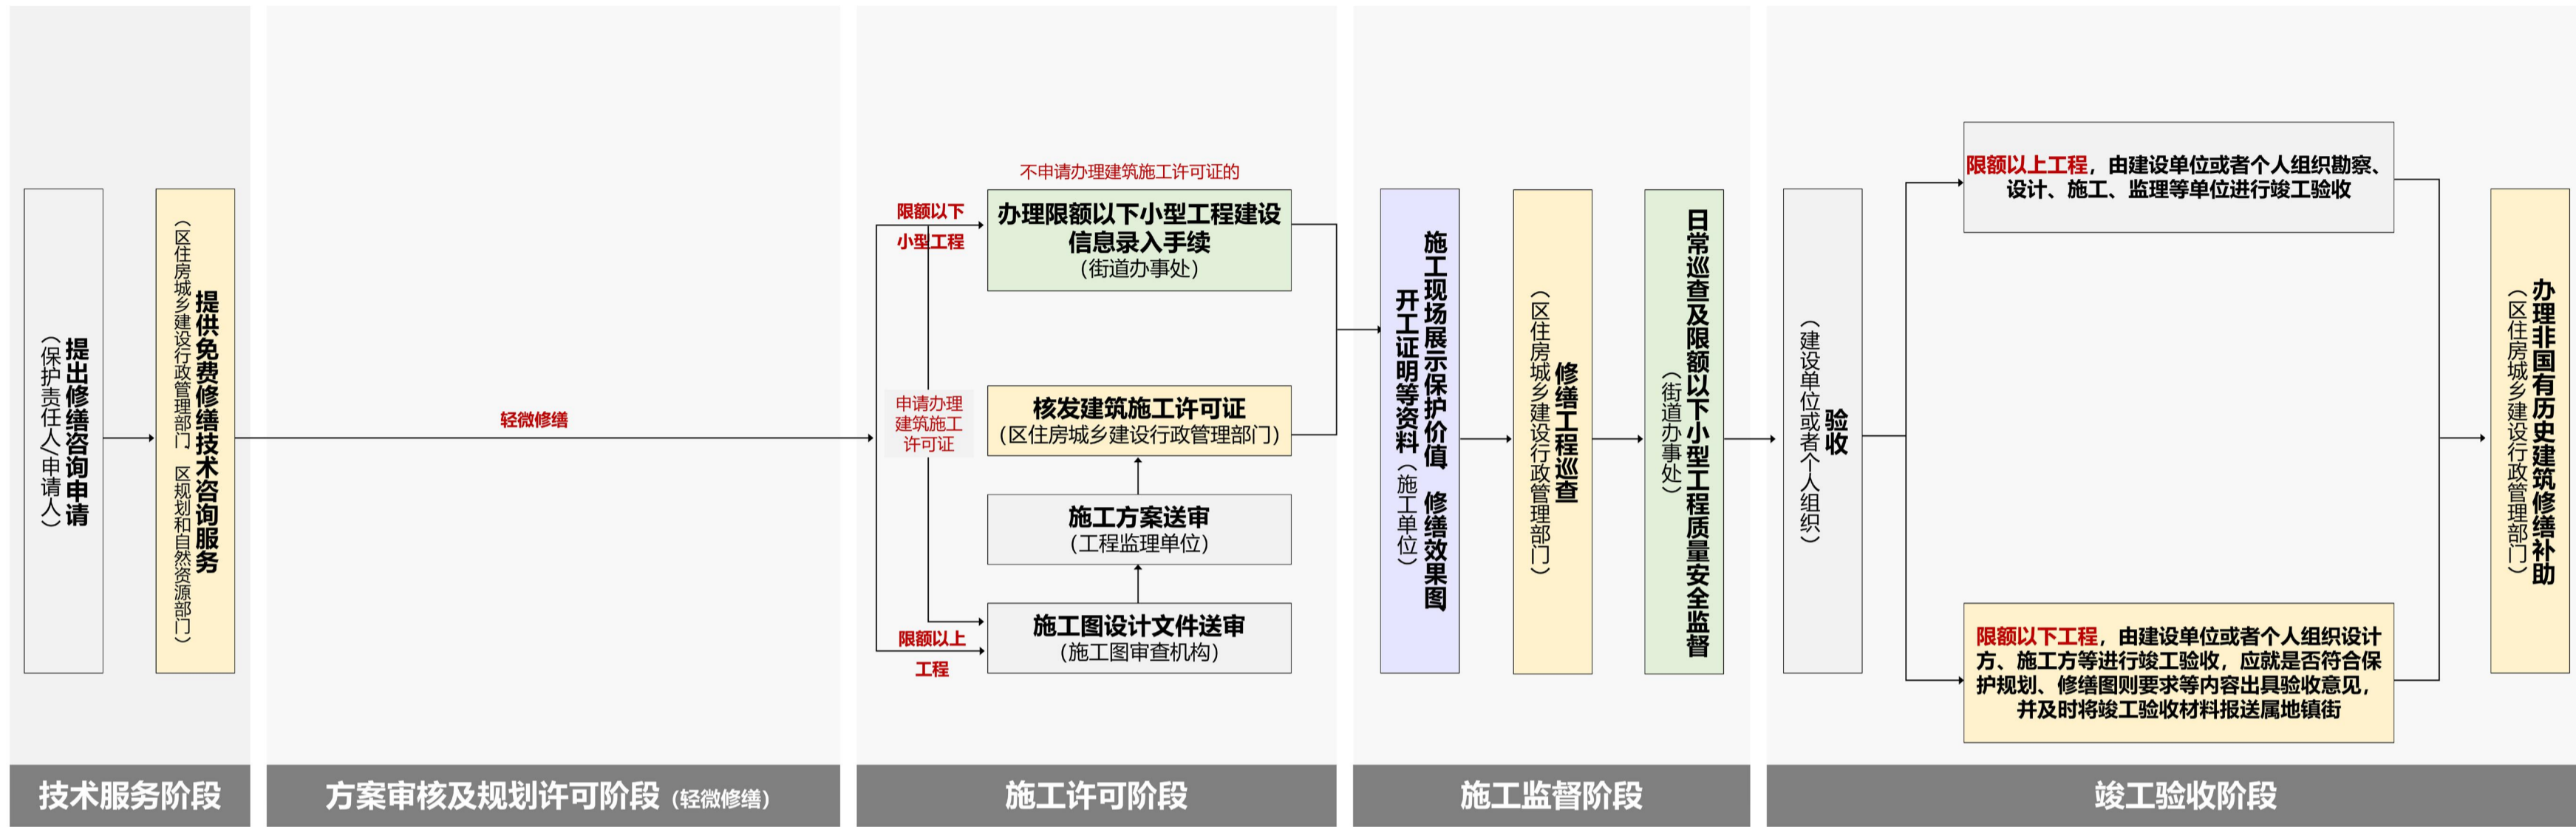 提出修缮咨询申请
（保护责任人/申请人）
提供免费修缮技术咨询服务
（区住房城乡建设行政管理部门 区规划和自然资源部门）
轻微修缮
不申请办理建筑施工许可证的
限额以下
小型工程
办理限额以下小型工程建设
信息录入手续
（街道办事处）
申请办理
建筑施工
许可证
核发建筑施工许可证
（区住房城乡建设行政管理部门）
施工方案送审
（工程监理单位）
限额以上
工程
施工图设计文件送审
（施工图审查机构）
施工现场展示保护价值 修缮效果图
开工证明等资料（施工单位）
修缮工程巡查
（区住房城乡建设行政管理部门）
日常巡查及限额以下小型工程质量安全监督
（街道办事处）
验收
（建设单位或者个人组织）
限额以上工程，由建设单位或者个人组织勘察、
设计、施工、监理等单位进行竣工验收
限额以下工程，由建设单位或者个人组织设计
方、施工方等进行竣工验收，应就是否符合保
护规划、修缮图则要求等内容出具验收意见，
并及时将竣工验收材料报送属地镇街
办理非国有历史建筑修缮补助
（区住房城乡建设行政管理部门）
技术服务阶段
方案审核及规划许可阶段（轻微修缮）
施工许可阶段
施工监督阶段
竣工验收阶段